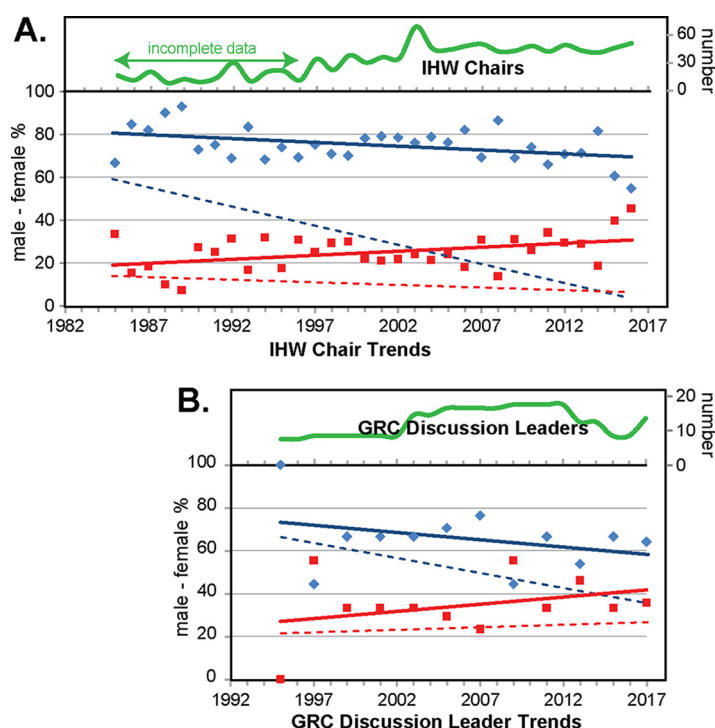 A.
incomplete data
IHW Chairs
60
30
0
number
100
80
60
40
20
0
male - female %
1982 1987 1992 1997 2002 2007 2012 2017
IHW Chair Trends
B.
GRC Discussion Leaders
20
10
0
number
100
80
60
40
20
0
male - female %
1992 1997 2002 2007 2012 2017
GRC Discussion Leader Trends